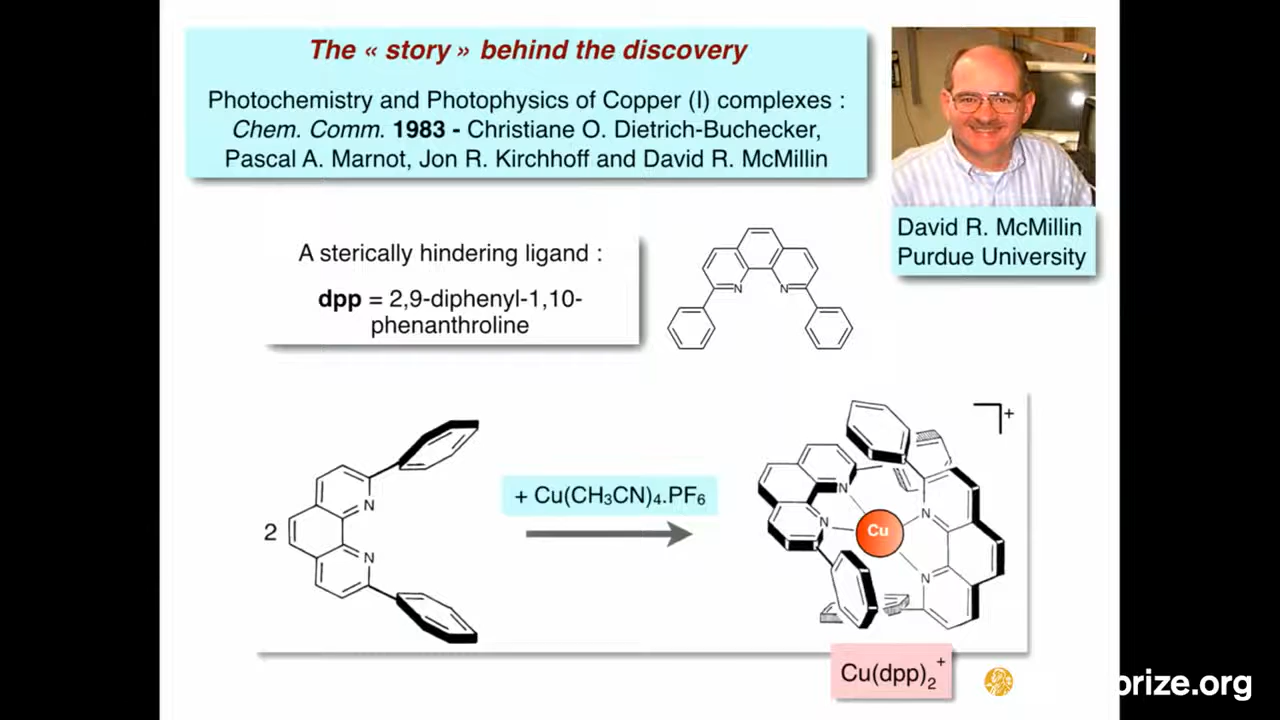 The « story » behind the discovery
Photochemistry and Photophysics of Copper (I) complexes :
Chem. Comm. 1983 - Christiane O. Dietrich-Buchecker,
Pascal A. Marnot, Jon R. Kirchhoff and David R. McMillin
David R. McMillin
Purdue University
A sterically hindering ligand :
dpp = 2,9-diphenyl-1,10-
phenanthroline
N N
2
N
N
+ Cu(CH₃CN)₄.PF₆
+
N
N
Cu
N
N
Cu(dpp)₂⁺
prize.org